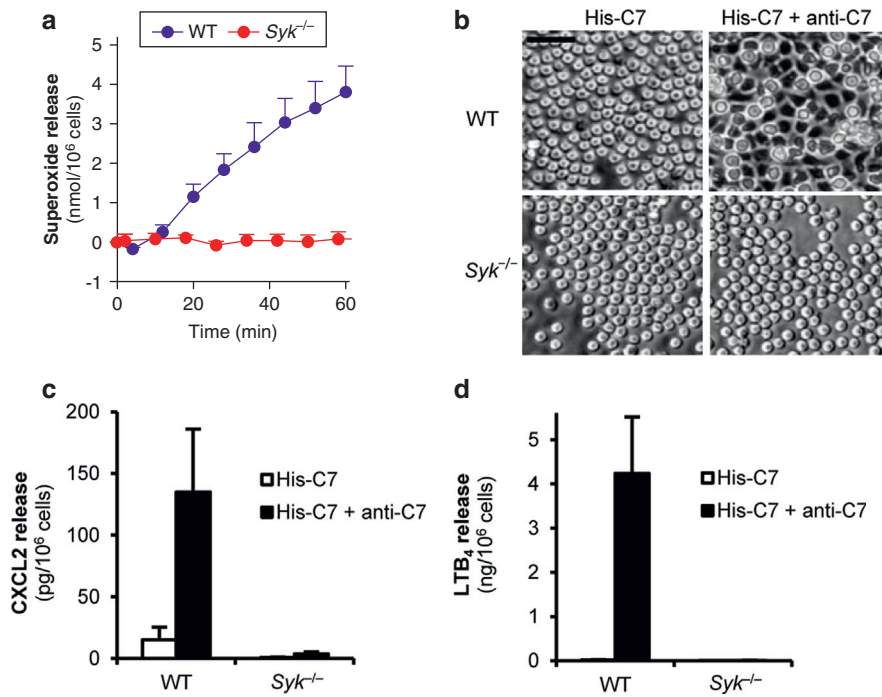 a
WT Syk–/–
Superoxide release
(nmol/10⁶ cells)
5
4
3
2
1
0
-1
0 20 40 60
Time (min)
b
His-C7 His-C7 + anti-C7
WT
Syk–/–
c
CXCL2 release
(pg/10⁶ cells)
200
150
100
50
0
His-C7
His-C7 + anti-C7
WT Syk–/–
d
LTB₄ release
(ng/10⁶ cells)
5
4
3
2
1
0
His-C7
His-C7 + anti-C7
WT Syk–/–